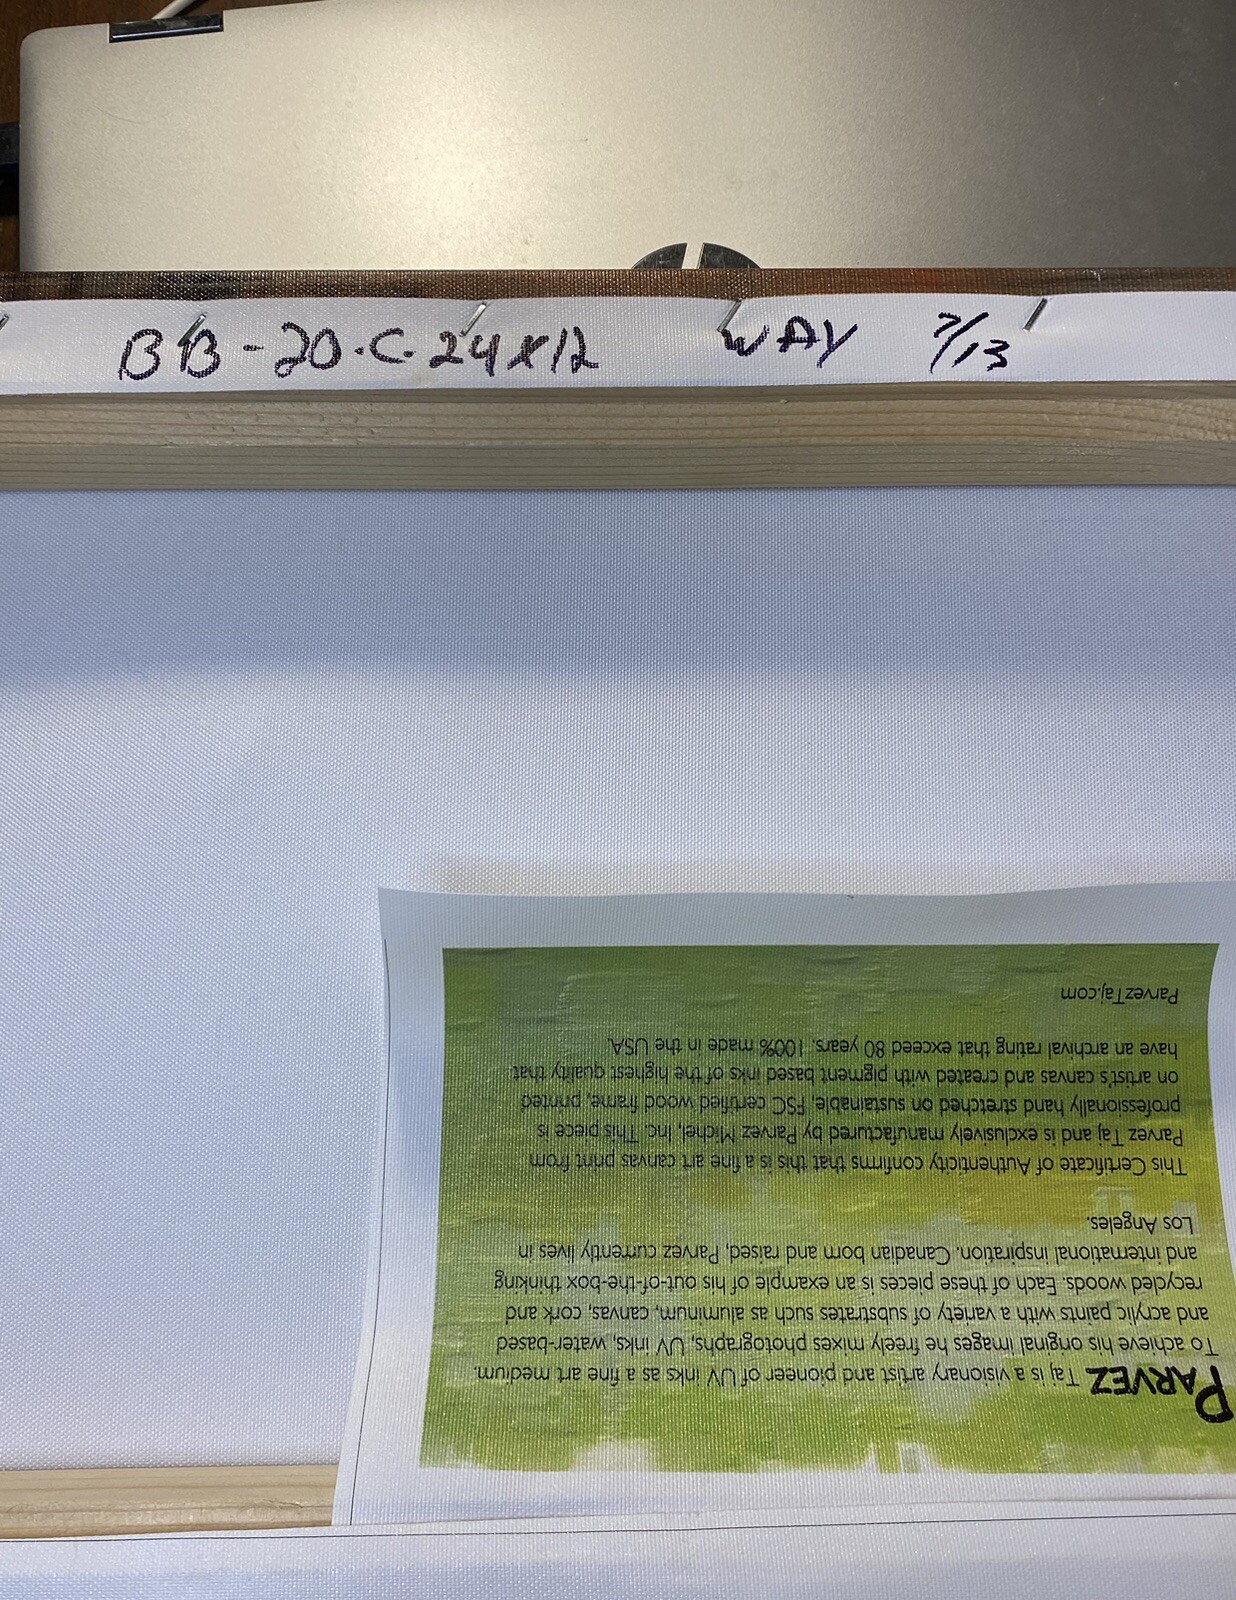 BB-20.C.24x12 WAY 7/13
PARVEZ Taj is a visionary artist and pioneer of UV inks as a fine art medium.
To achieve his original images he freely mixes photographs, UV inks, water-based
and acrylic paints with a variety of substrates such as aluminum, canvas, cork and
recycled woods. Each of these pieces is an example of his out-of-the-box thinking
and international inspiration. Canadian born and raised, Parvez currently lives in
Los Angeles.
This Certificate of Authenticity confirms that this is a fine art canvas print from
Parvez Taj and is exclusively manufactured by Parvez Michel, Inc. This piece is
professionally hand stretched on sustainable, FSC certified wood frame, printed
on artist's canvas and created with pigment based inks of the highest quality that
have an archival rating that exceed 80 years. 100% made in the USA.
ParvezTaj.com